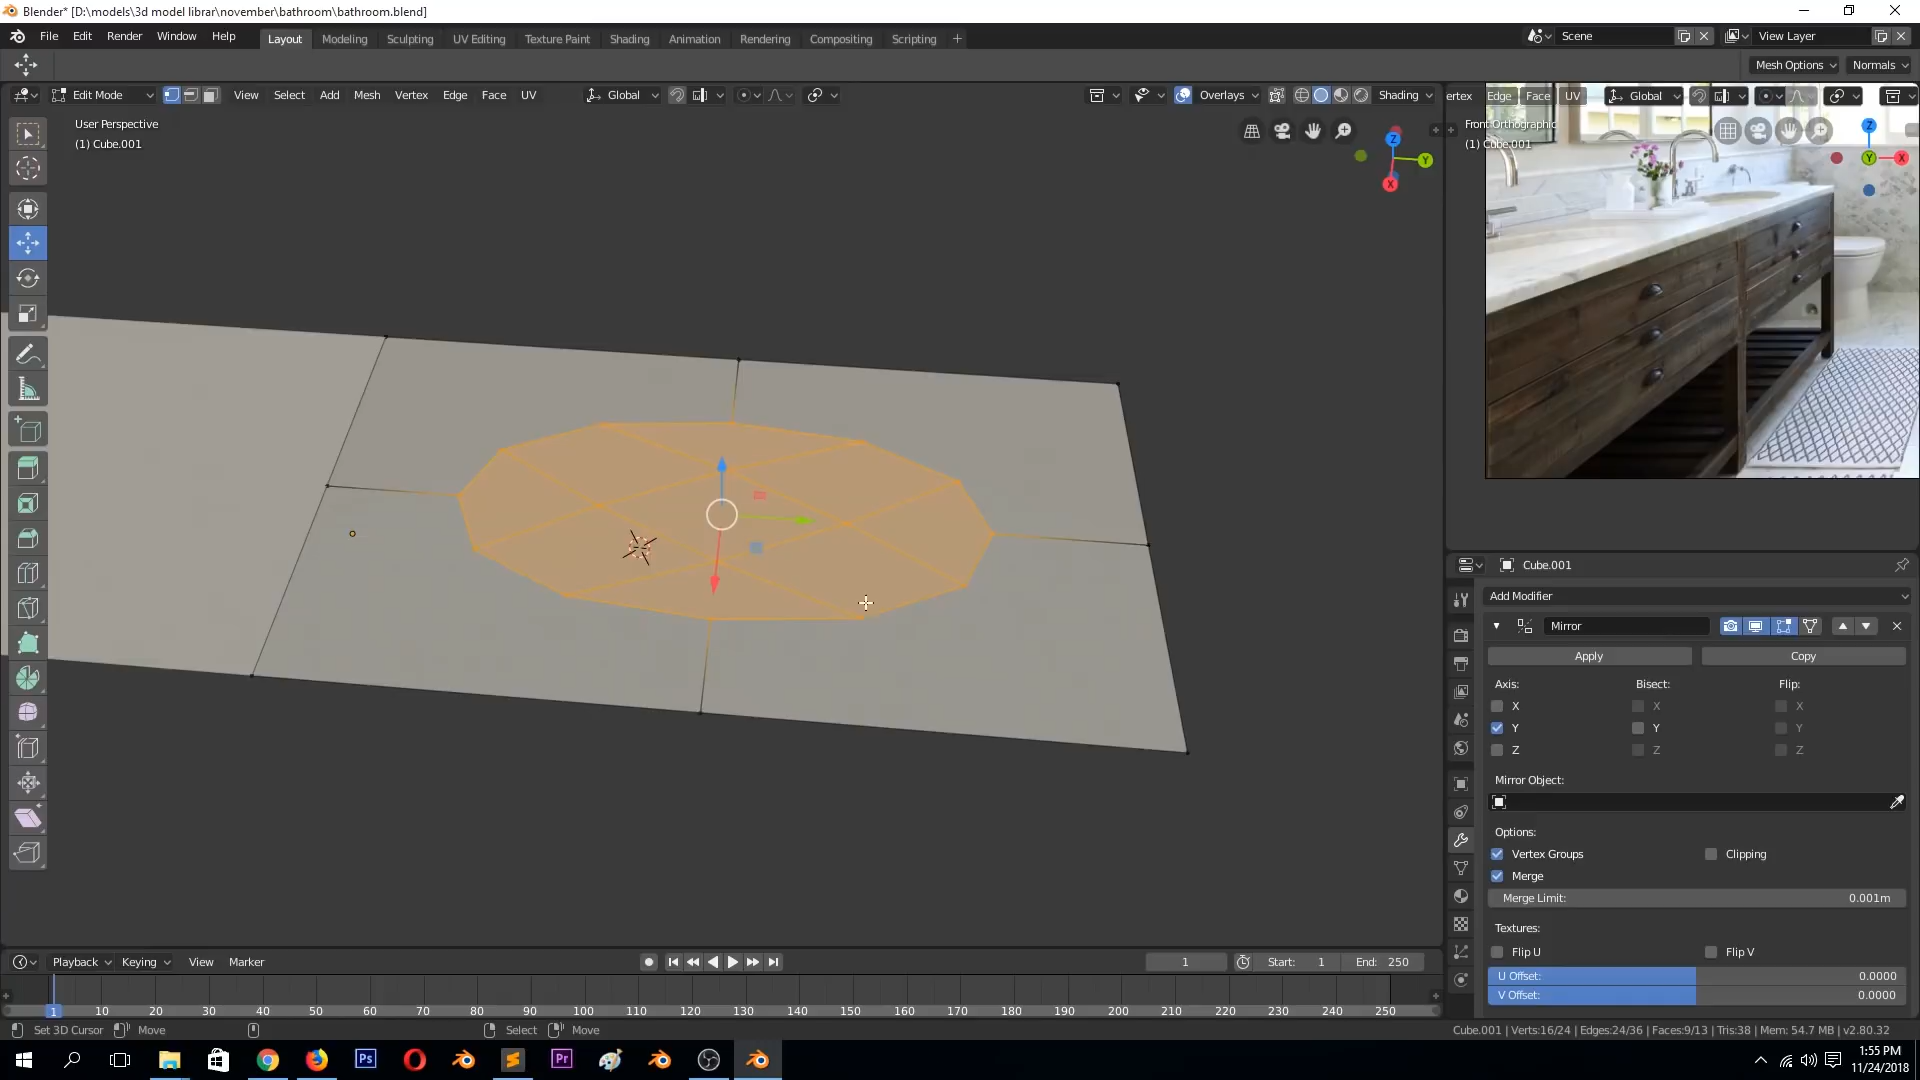 Blender* [D:\models\3d model librar\november\bathroom\bathroom.blend]
File Edit Render Window Help Layout Modeling Sculpting UV Editing Texture Paint Shading Animation Rendering Compositing Scripting + Scene View Layer
Mesh Options Normals
Edit Mode View Select Add Mesh Vertex Edge Face UV Global Overlays Shading ertex Edge Face UV Global
User Perspective
(1) Cube.001
Front Orthographic
(1) Cube.001
Z
Y
X
Z
Y
X
Cube.001
Add Modifier
Mirror
Apply Copy
Axis: Bisect: Flip:
X X X
Y Y Y
Z Z Z
Mirror Object:
Options:
Vertex Groups Clipping
Merge
Merge Limit: 0.001m
Textures:
Flip U Flip V
U Offset: 0.0000
V Offset: 0.0000
Playback Keying View Marker 1 Start: 1 End: 250
1 10 20 30 40 50 60 70 80 90 100 110 120 130 140 150 160 170 180 190 200 210 220 230 240 250
Set 3D Cursor Move Select Move Cube.001 | Verts:16/24 | Edges:24/36 | Faces:9/13 | Tris:38 | Mem: 54.7 MB | v2.80.32
Ps Pr
1:55 PM
11/24/2018